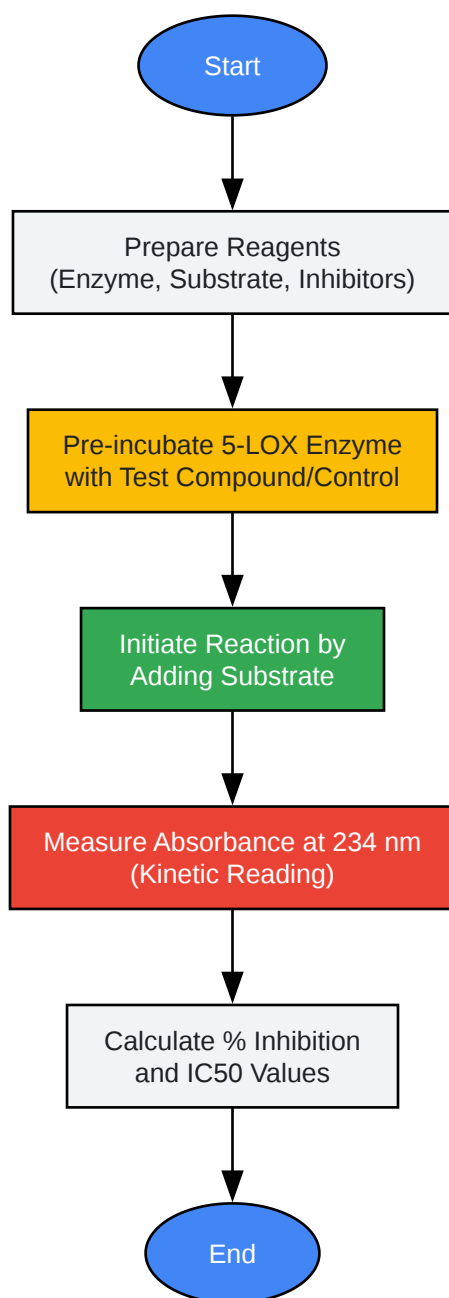 Start
Prepare Reagents
(Enzyme, Substrate, Inhibitors)
Pre-incubate 5-LOX Enzyme
with Test Compound/Control
Initiate Reaction by
Adding Substrate
Measure Absorbance at 234 nm
(Kinetic Reading)
Calculate % Inhibition
and IC50 Values
End